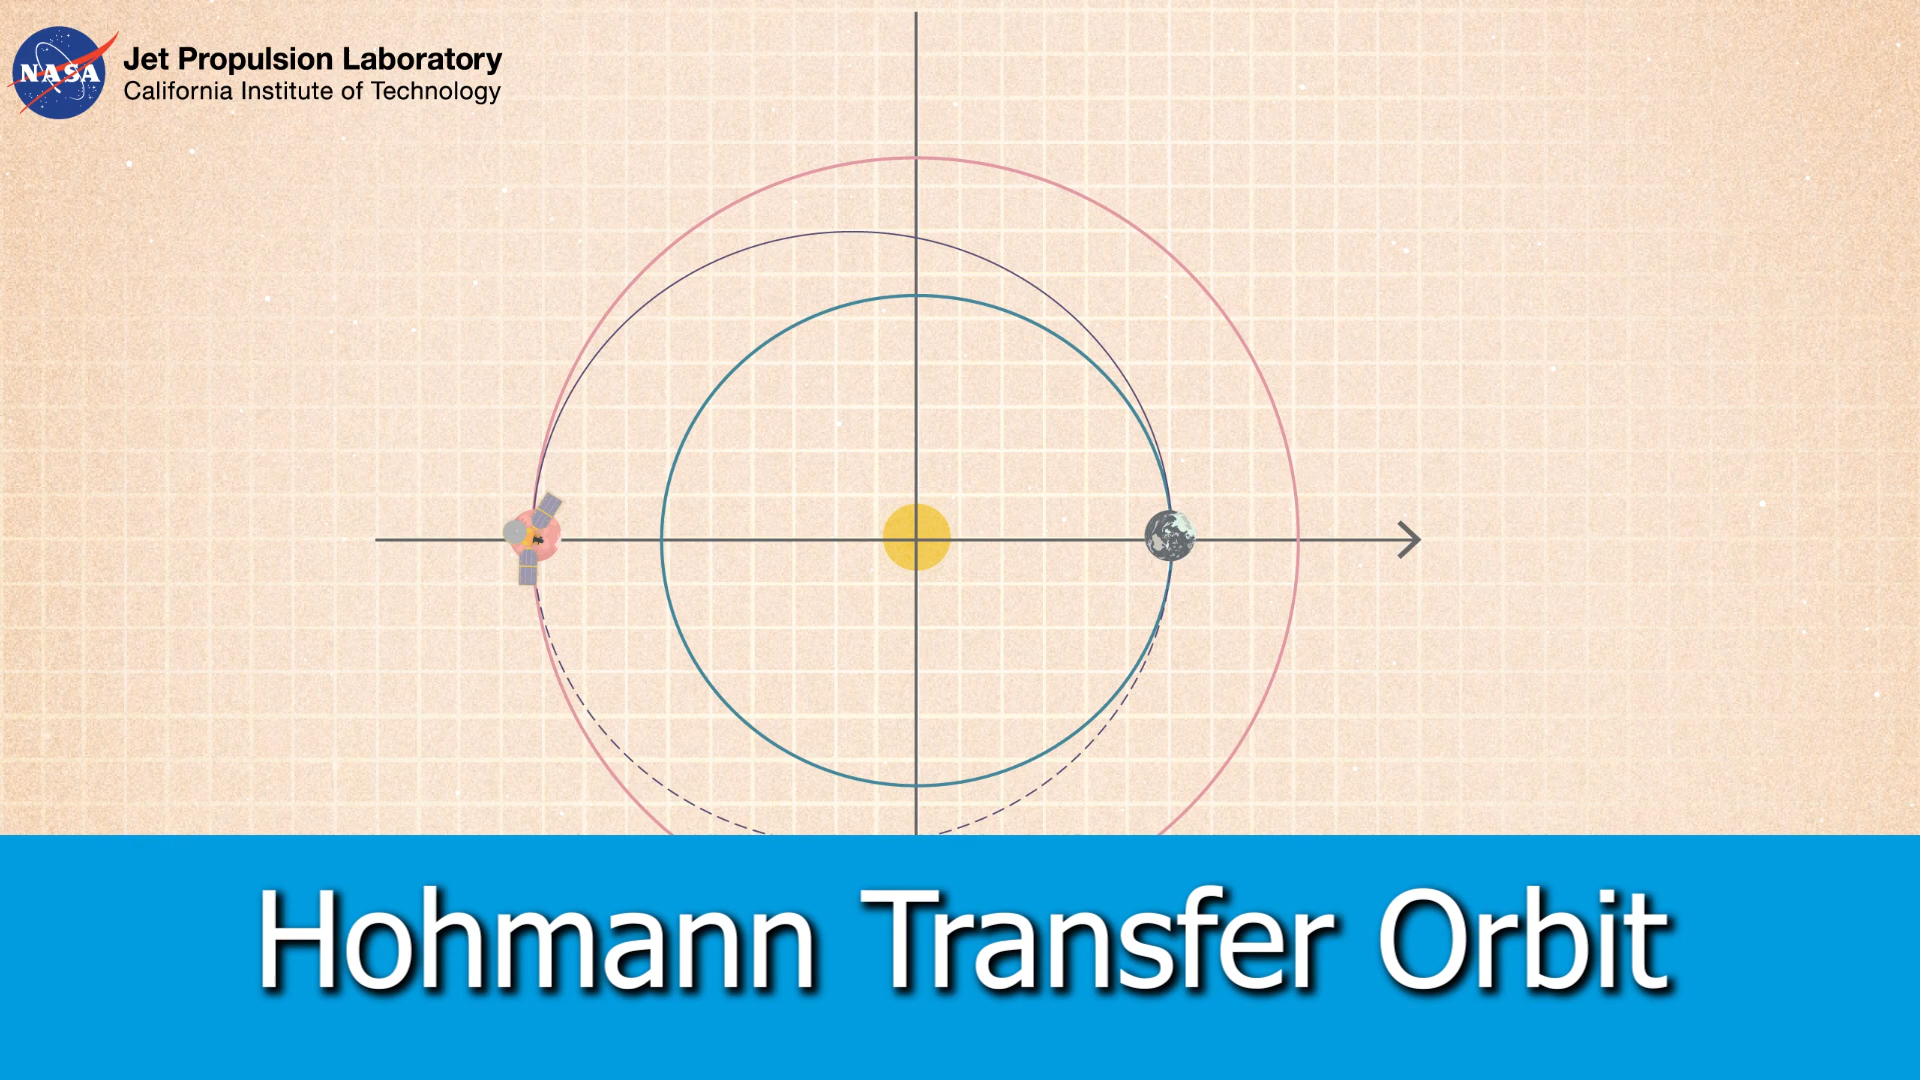 NASA
Jet Propulsion Laboratory
California Institute of Technology
Hohmann Transfer Orbit